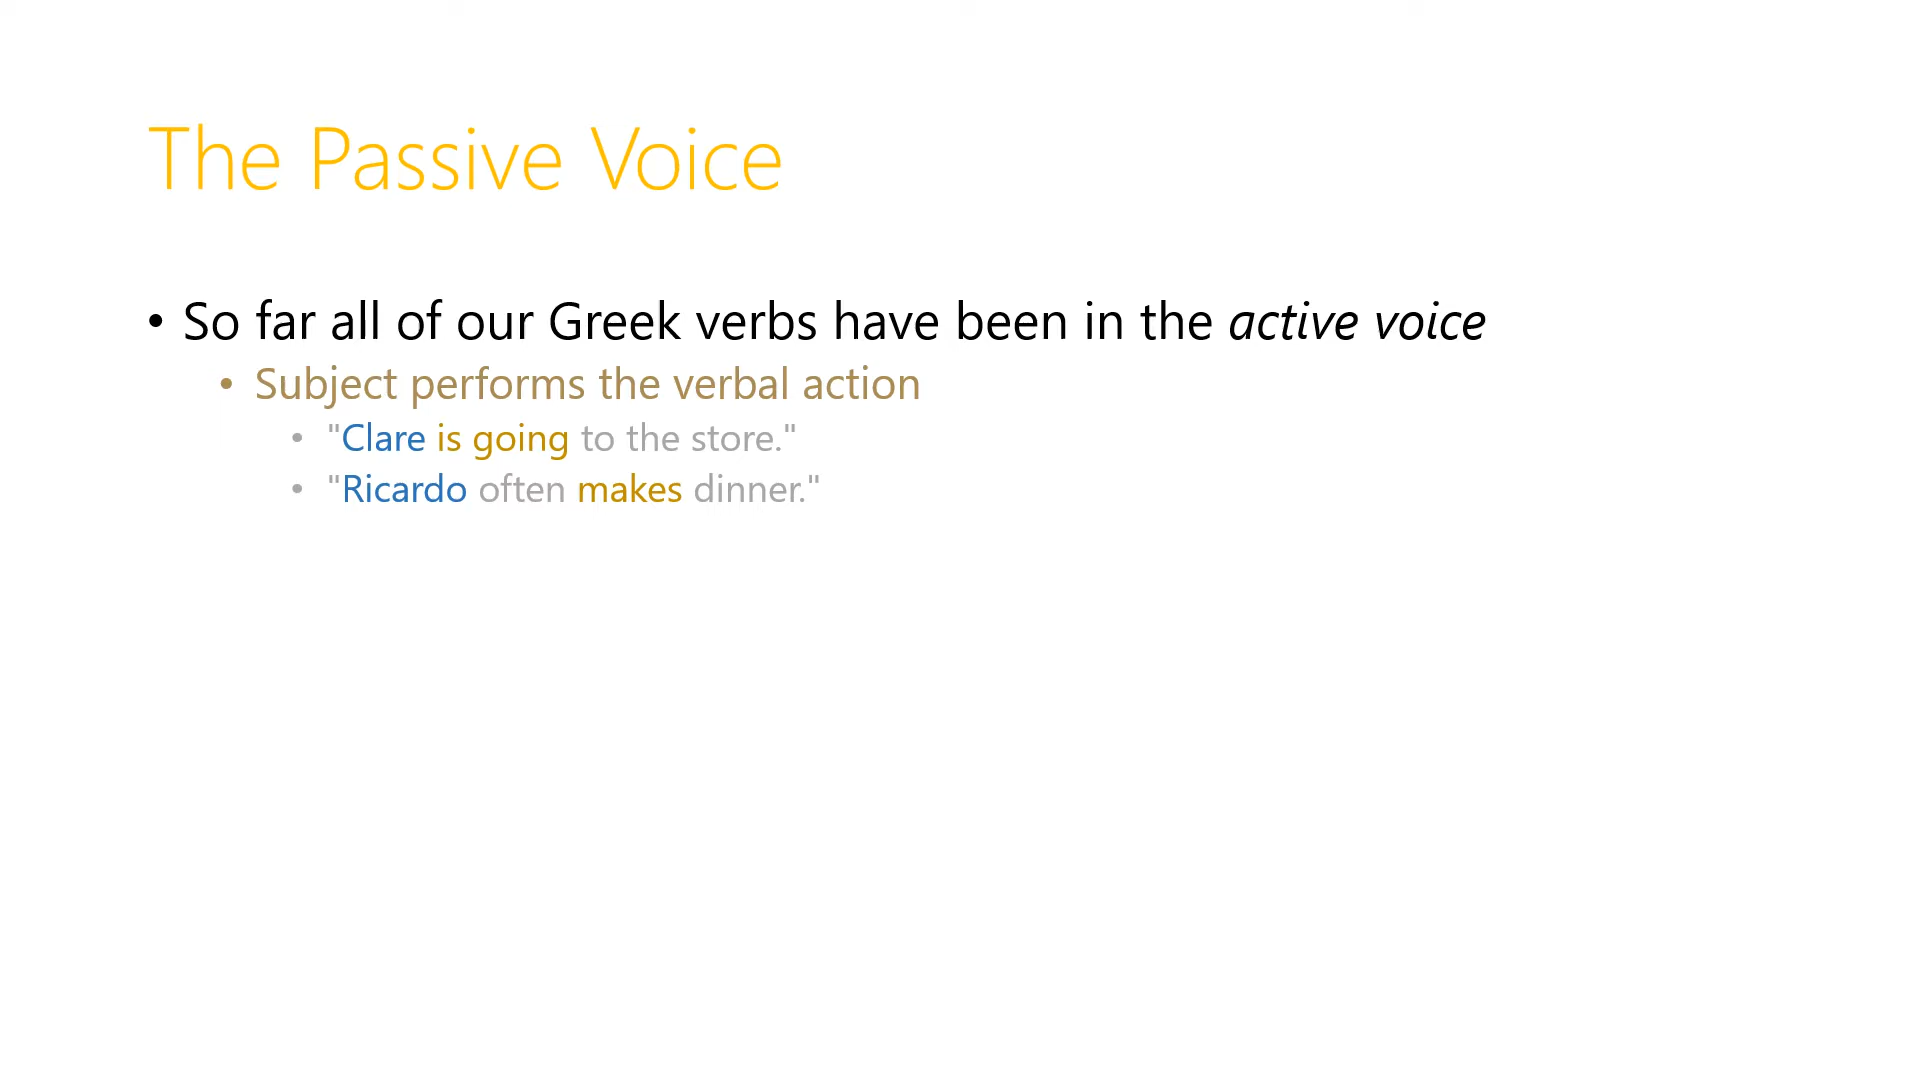 The Passive Voice
• So far all of our Greek verbs have been in the active voice
• Subject performs the verbal action
• "Clare is going to the store."
• "Ricardo often makes dinner."